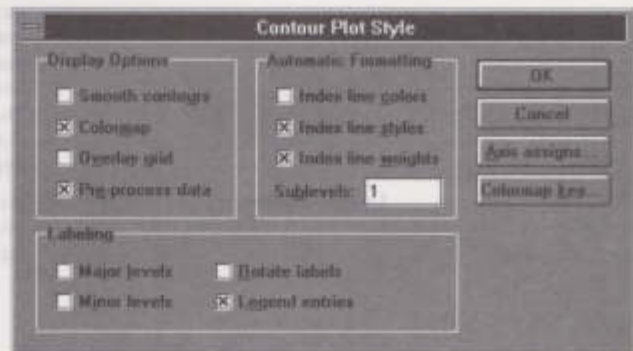 Contour Plot Style
Display Options
Smooth contours
Colormap
Overlay grid
Pre-process data
Automatic Formatting
Index line colors
Index line styles
Index line weights
Sublevels: 1
OK
Cancel
Axis assigns...
Colormap key...
Labeling
Major levels
Minor levels
Rotate labels
Legend entries